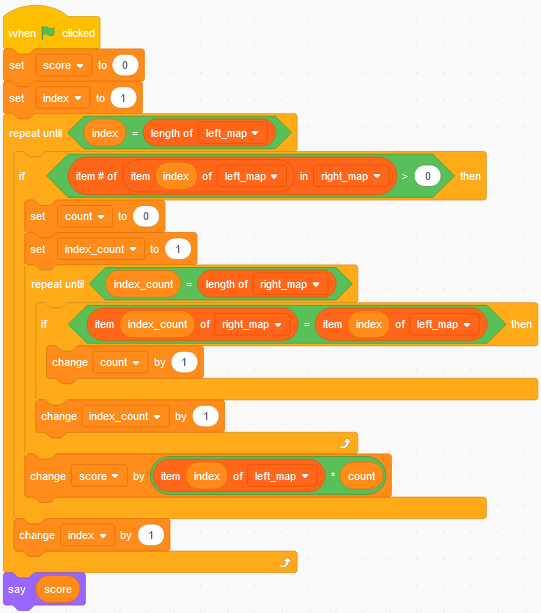 when clicked
set score to 0
set index to 1
repeat until index = length of left_map
if item # of item index of left_map in right_map > 0 then
set count to 0
set index_count to 1
repeat until index_count = length of right_map
if item index_count of right_map = item index of left_map then
change count by 1
change index_count by 1
change score by item index of left_map * count
change index by 1
say score